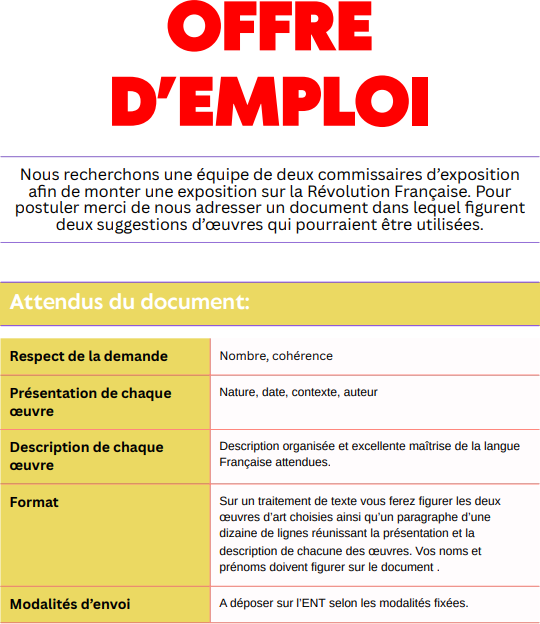 OFFRE
D’EMPLOI
Nous recherchons une équipe de deux commissaires d’exposition
afin de monter une exposition sur la Révolution Française. Pour
postuler merci de nous adresser un document dans lequel figurent
deux suggestions d’œuvres qui pourraient être utilisées.
Attendus du document:
Respect de la demande
Nombre, cohérence
Présentation de chaque
œuvre
Nature, date, contexte, auteur
Description de chaque
œuvre
Description organisée et excellente maîtrise de la langue
Française attendues.
Format
Sur un traitement de texte vous ferez figurer les deux
œuvres d’art choisies ainsi qu’un paragraphe d’une
dizaine de lignes réunissant la présentation et la
description de chacune des œuvres. Vos noms et
prénoms doivent figurer sur le document .
Modalités d’envoi
A déposer sur l’ENT selon les modalités fixées.